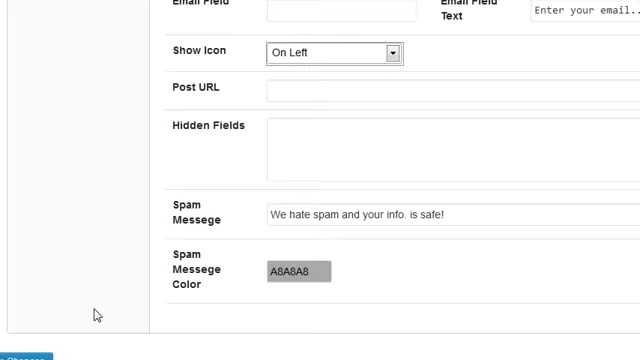 Email Field
Email Field
Text
Enter your email..
Show Icon
On Left
Post URL
Hidden Fields
Spam
Messege
We hate spam and your info. is safe!
Spam
Messege
Color
A8A8A8
Changes